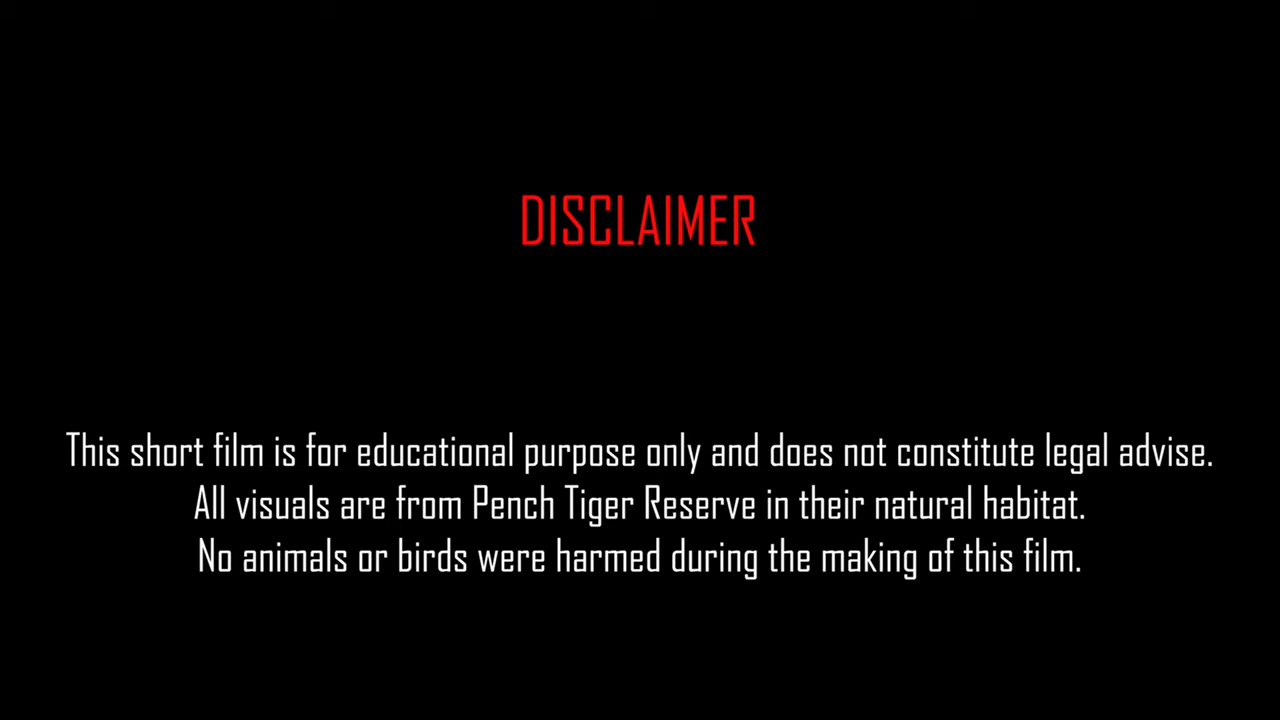 DISCLAIMER
This short film is for educational purpose only and does not constitute legal advise.
All visuals are from Pench Tiger Reserve in their natural habitat.
No animals or birds were harmed during the making of this film.